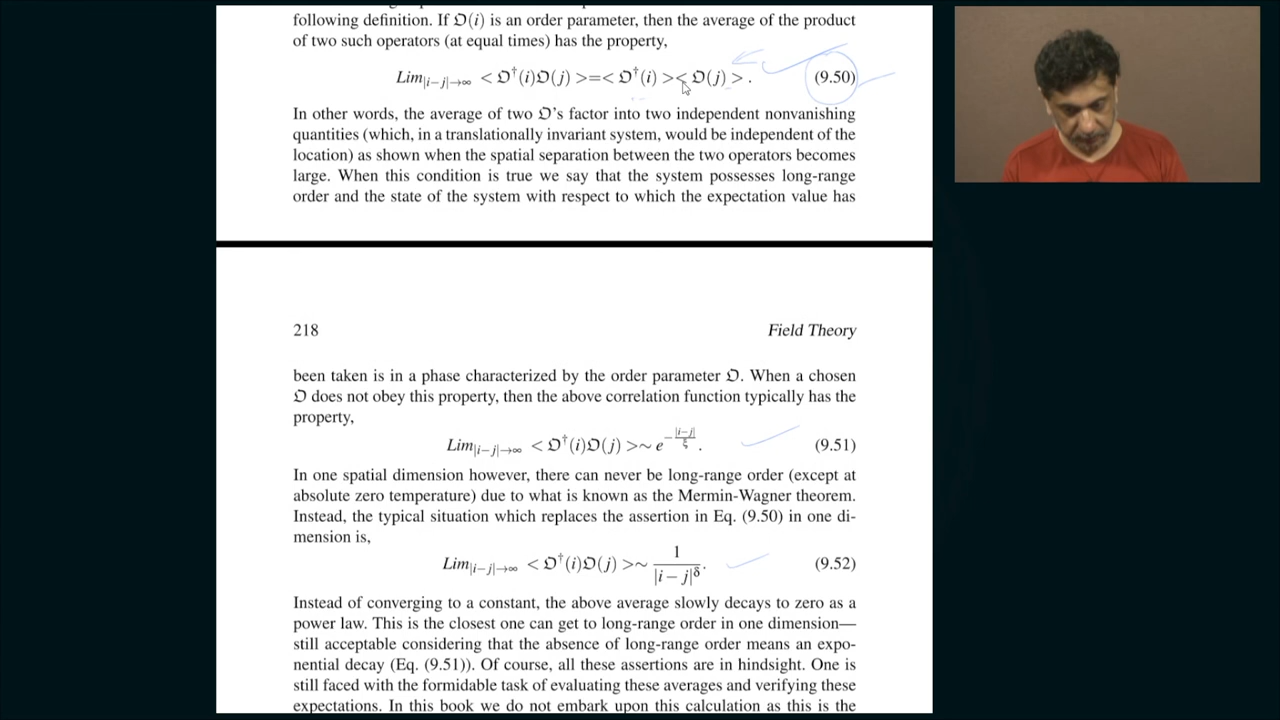 following definition. If 𝔒(i) is an order parameter, then the average of the product
of two such operators (at equal times) has the property,
Lim|i−j|→∞ < 𝔒†(i)𝔒(j) >=< 𝔒†(i) >< 𝔒(j) > . (9.50)
In other words, the average of two 𝔒's factor into two independent nonvanishing
quantities (which, in a translationally invariant system, would be independent of the
location) as shown when the spatial separation between the two operators becomes
large. When this condition is true we say that the system possesses long-range
order and the state of the system with respect to which the expectation value has
218 Field Theory
been taken is in a phase characterized by the order parameter 𝔒. When a chosen
𝔒 does not obey this property, then the above correlation function typically has the
property,
Lim|i−j|→∞ < 𝔒†(i)𝔒(j) >∼ e^{−|i−j|/ξ}. (9.51)
In one spatial dimension however, there can never be long-range order (except at
absolute zero temperature) due to what is known as the Mermin-Wagner theorem.
Instead, the typical situation which replaces the assertion in Eq. (9.50) in one di-
mension is,
Lim|i−j|→∞ < 𝔒†(i)𝔒(j) >∼ 1/|i−j|^δ. (9.52)
Instead of converging to a constant, the above average slowly decays to zero as a
power law. This is the closest one can get to long-range order in one dimension—
still acceptable considering that the absence of long-range order means an expo-
nential decay (Eq. (9.51)). Of course, all these assertions are in hindsight. One is
still faced with the formidable task of evaluating these averages and verifying these
expectations. In this book we do not embark upon this calculation as this is the